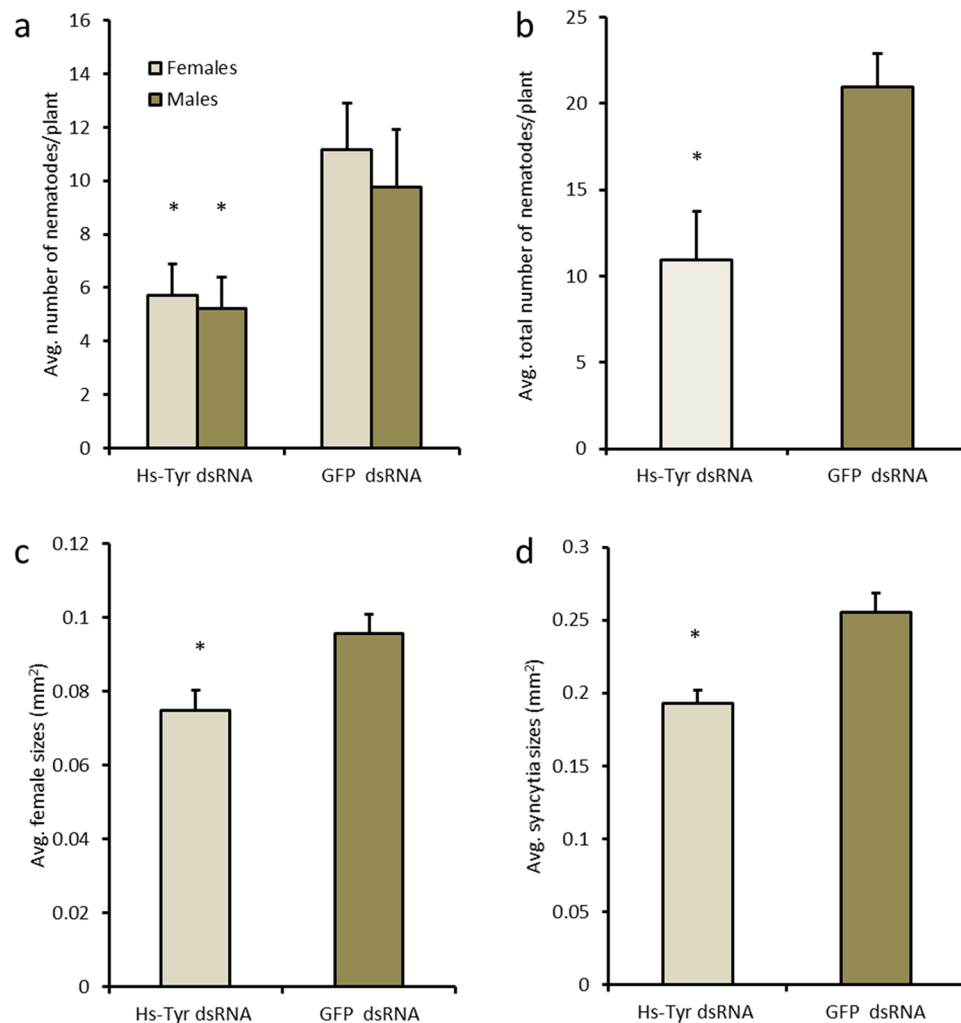 a
Avg. number of nematodes/plant
16
14
12
10
8
6
4
2
0
Females
Males
*
*
Hs-Tyr dsRNA
GFP dsRNA
b
Avg. total number of nematodes/plant
25
20
15
10
5
0
*
Hs-Tyr dsRNA
GFP dsRNA
c
Avg. female sizes (mm²)
0.12
0.1
0.08
0.06
0.04
0.02
0
*
Hs-Tyr dsRNA
GFP dsRNA
d
Avg. syncytia sizes (mm²)
0.3
0.25
0.2
0.15
0.1
0.05
0
*
Hs-Tyr dsRNA
GFP dsRNA